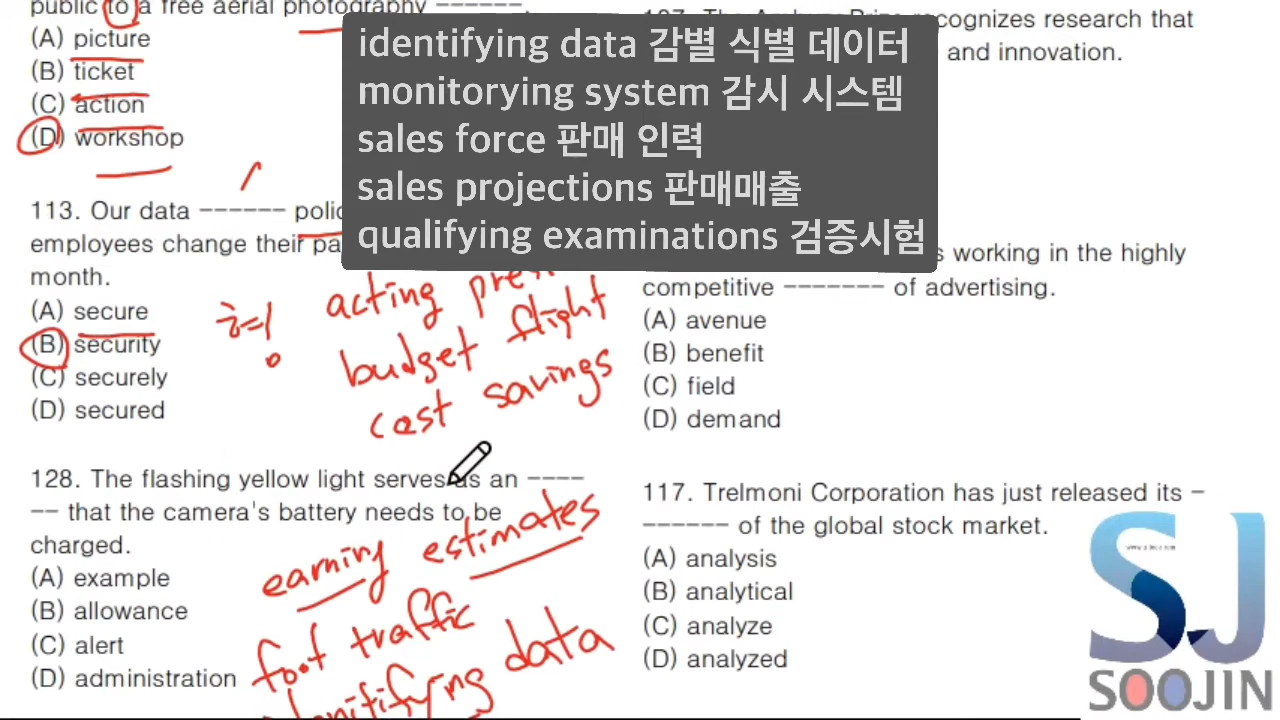 public to a free aerial photography ------
(A) picture
(B) ticket
(C) action
(D) workshop
113. Our data ------ polic
employees change their pa
month.
(A) secure
(B) security
(C) securely
(D) secured
128. The flashing yellow light serves as an ----
-- that the camera's battery needs to be
charged.
(A) example
(B) allowance
(C) alert
(D) administration
identifying data 감별 식별 데이터
monitorying system 감시 시스템
sales force 판매 인력
sales projections 판매매출
qualifying examinations 검증시험
acting
budget flight
cost savings
earning estimates
foot traffic
data
recognizes research that
and innovation.
s working in the highly
competitive ------- of advertising.
(A) avenue
(B) benefit
(C) field
(D) demand
117. Trelmoni Corporation has just released its -
------ of the global stock market.
(A) analysis
(B) analytical
(C) analyze
(D) analyzed
SJ
SOOJIN